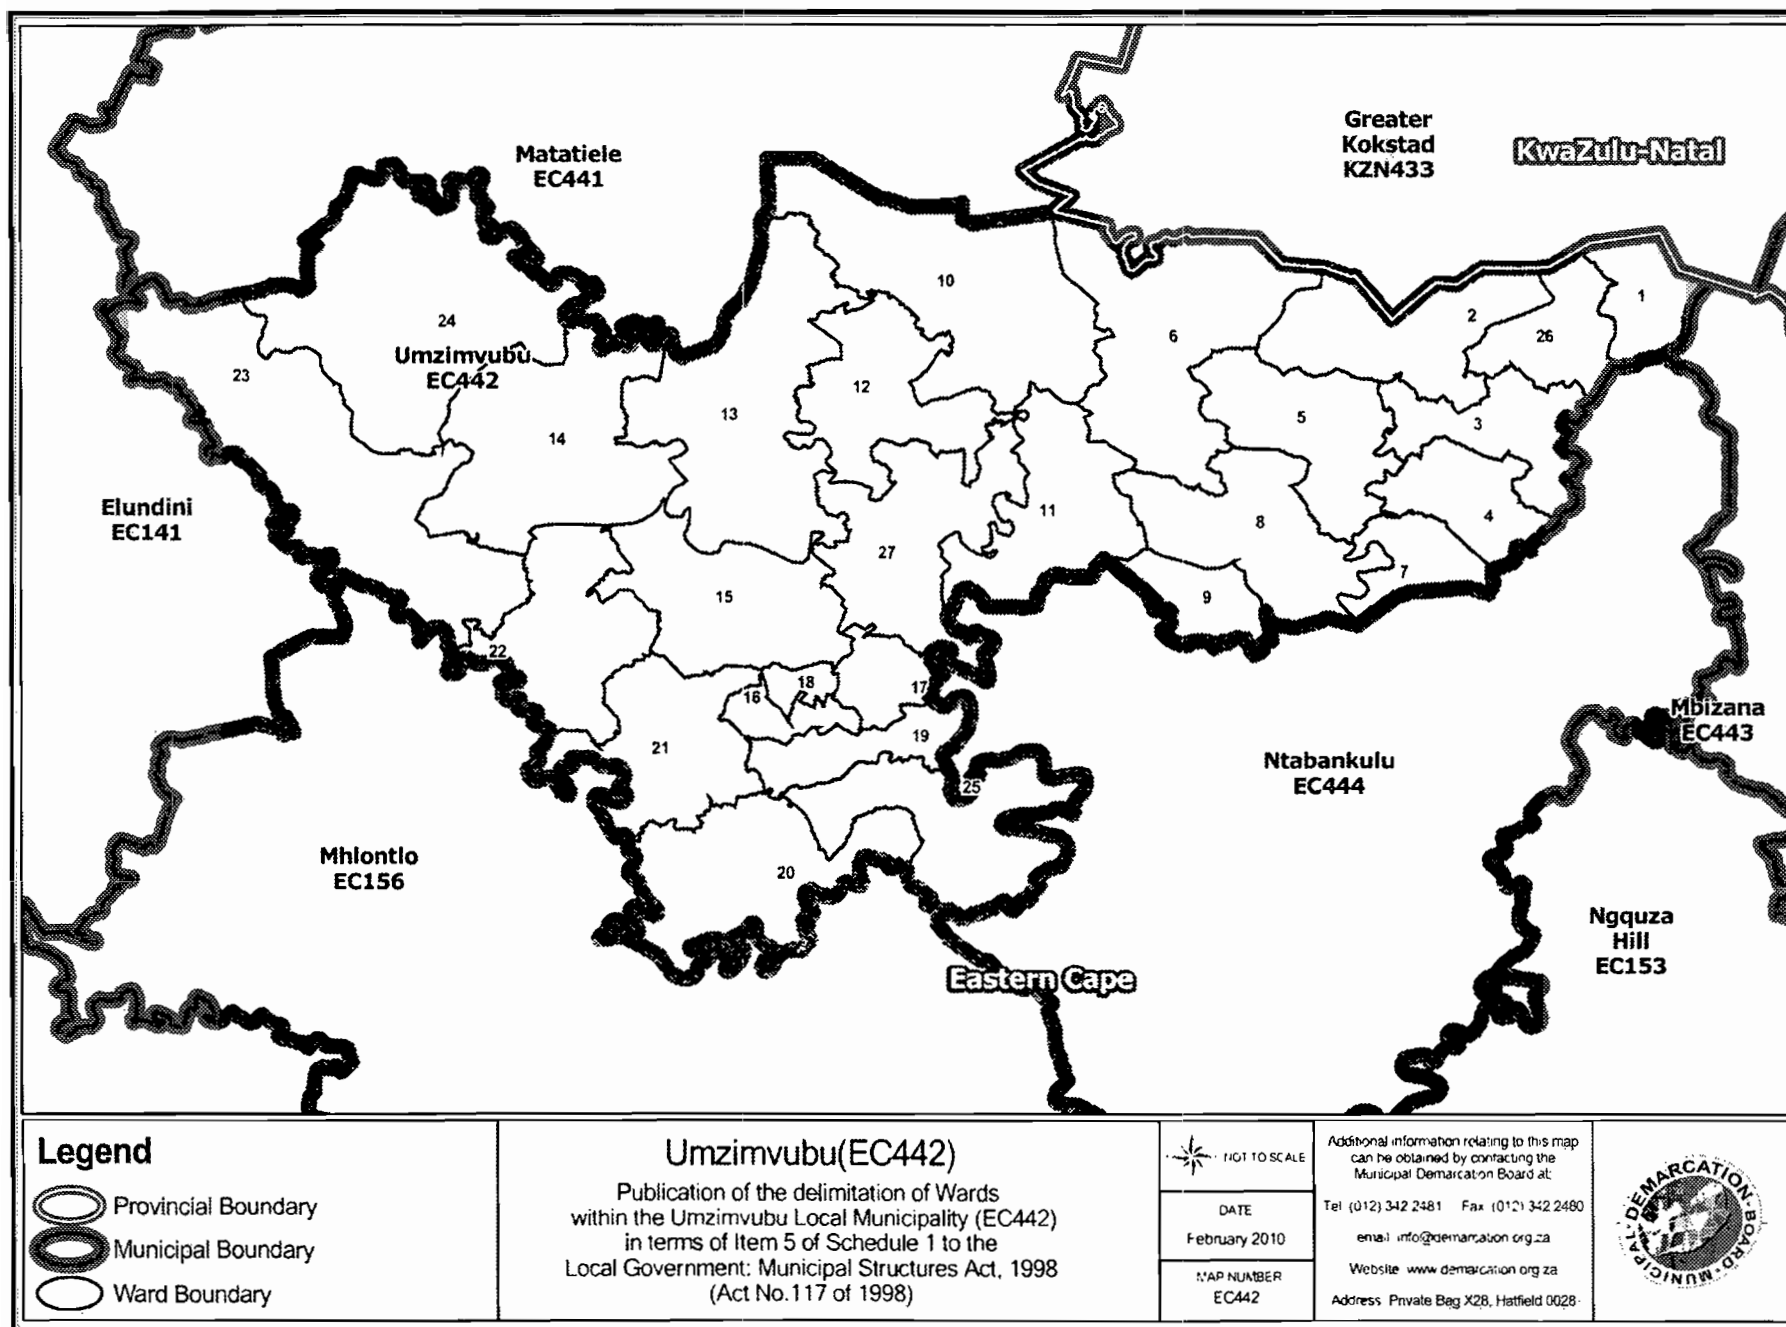 Matatiele
EC441
Greater
Kokstad
KZN433
KwaZulu-Natal
10
1
2
24
6
26
Umzimvubu
EC442
23
12
13
5
3
14
Elundini
EC141
11
8
4
27
7
15
9
22
18
17
16
Mbizana
EC443
19
21
Ntabankulu
EC444
25
Mhlontlo
EC156
20
Ngquza
Hill
EC153
Eastern Cape
Legend
Provincial Boundary
Municipal Boundary
Ward Boundary
Umzimvubu(EC442)
Publication of the delimitation of Wards
within the Umzimvubu Local Municipality (EC442)
in terms of Item 5 of Schedule 1 to the
Local Government: Municipal Structures Act, 1998
(Act No.117 of 1998)
NOT TO SCALE
DATE
February 2010
MAP NUMBER
EC442
Additional information relating to this map
can be obtained by contacting the
Municipal Demarcation Board at:
Tel (012) 342 2481 Fax (012) 342 2480
email info@demarcation.org.za
Website www.demarcation.org.za
Address Private Bag X28, Hatfield 0028
MUNICIPAL DEMARCATION BOARD